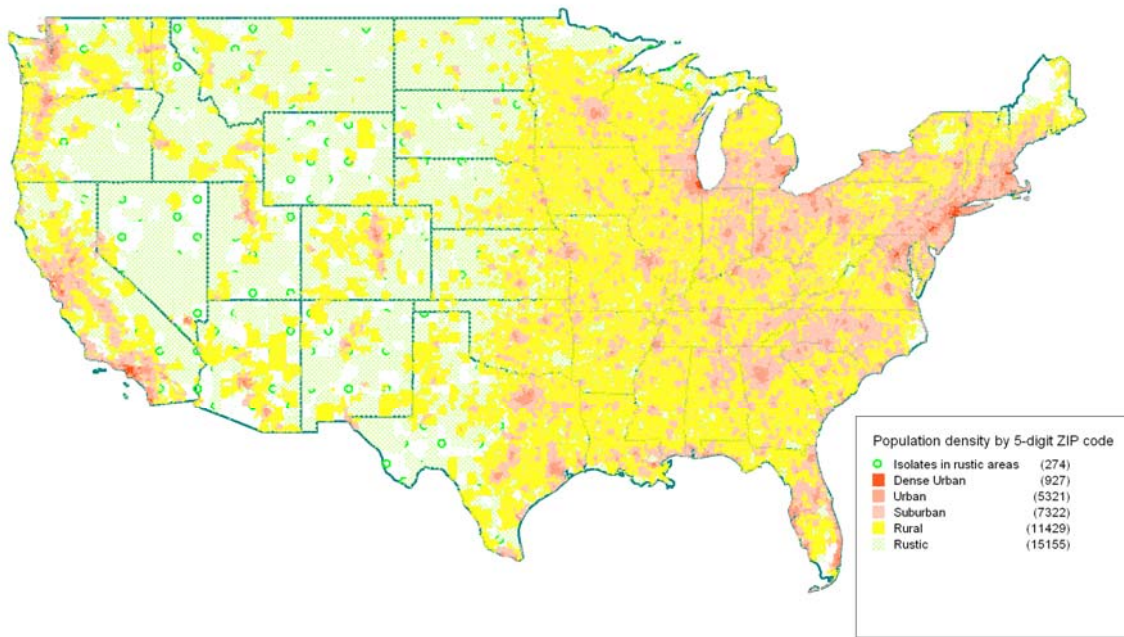 Population density by 5-digit ZIP code
Isolates in rustic areas (274)
Dense Urban (927)
Urban (5321)
Suburban (7322)
Rural (11429)
Rustic (15155)